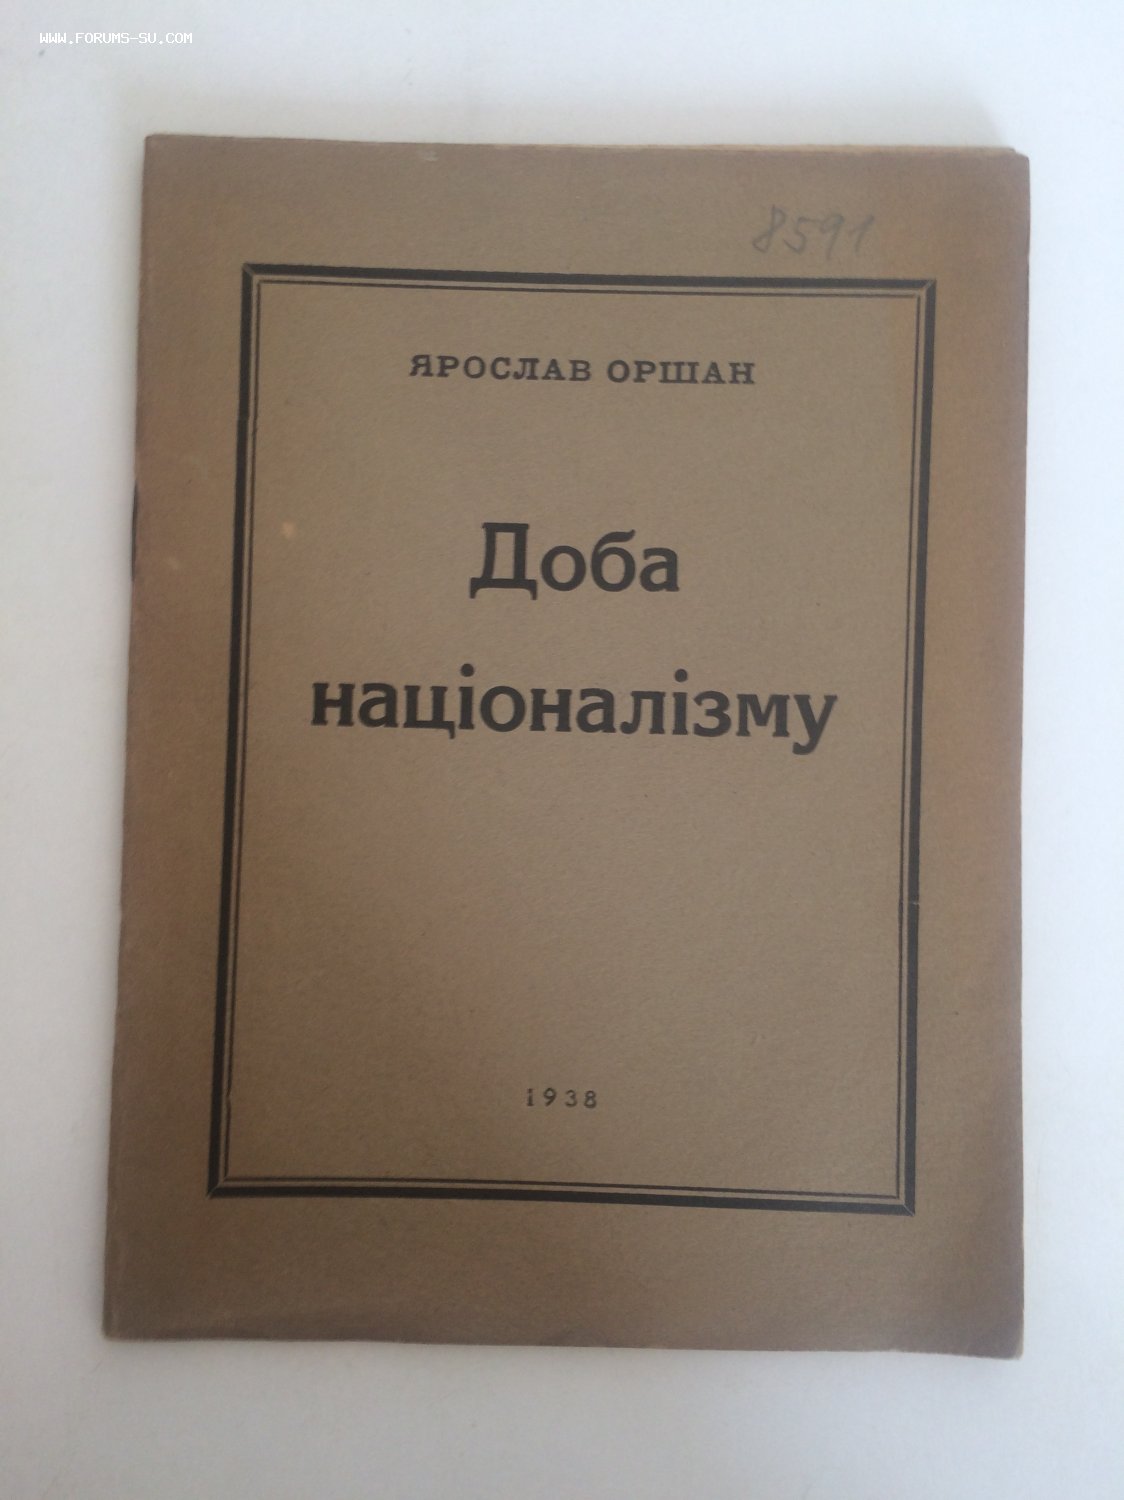 WWW.FORUMS-SU.COM
8591
ЯРОСЛАВ ОРШАН
Доба
націоналізму
1938